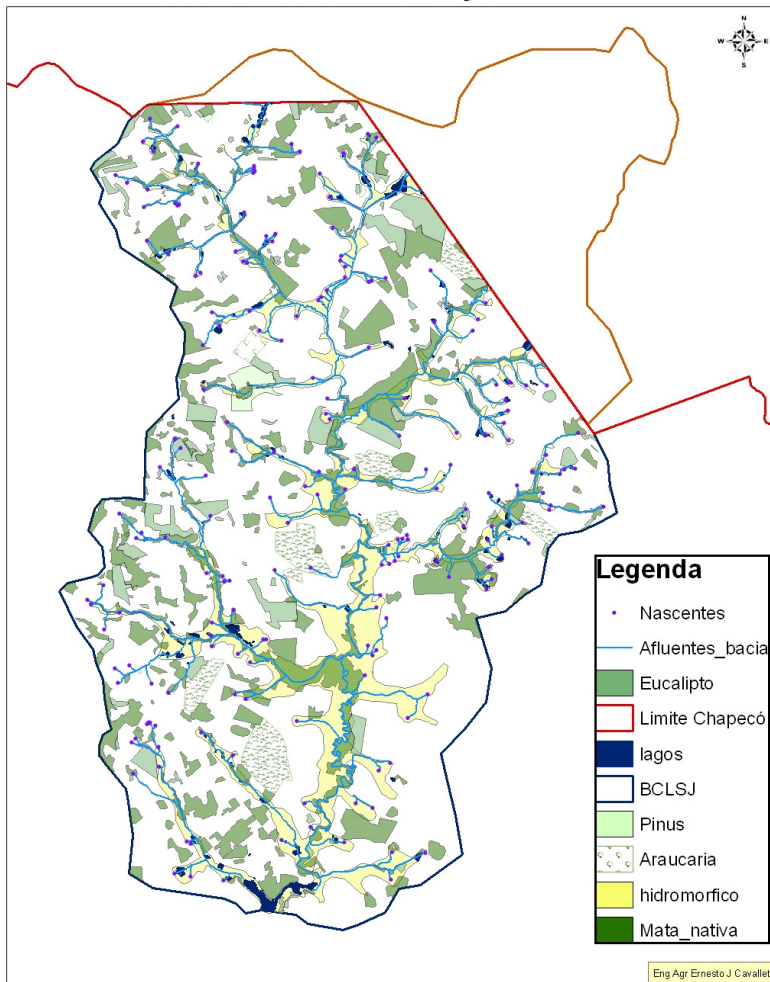 N
W E
S
Legenda
Nascentes
Afluentes_bacia
Eucalipto
Limite Chapecó
lagos
BCLSJ
Pinus
Araucaria
hidromorfico
Mata_nativa
Eng Agr Ernesto J Cavallet